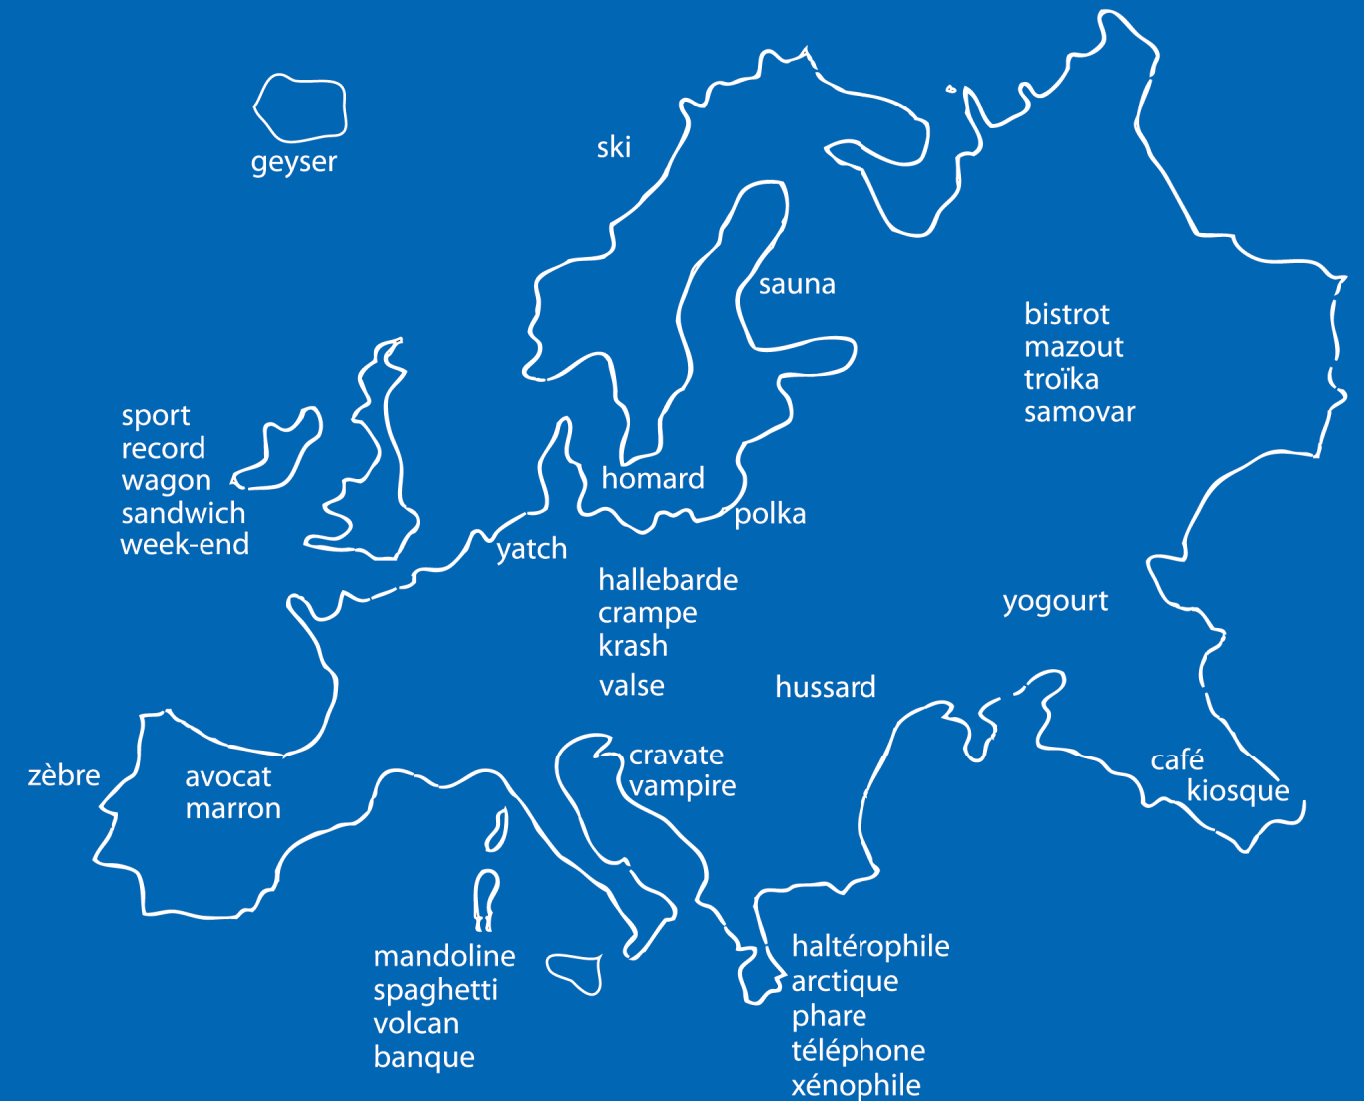 geyser
ski
sauna
bistrot
mazout
troïka
samovar
sport
record
wagon
sandwich
week-end
homard
polka
yatch
hallebarde
crampe
krash
valse
yogourt
hussard
zèbre
avocat
marron
cravate
vampire
café
kiosque
mandoline
spaghetti
volcan
banque
haltérophile
arctique
phare
téléphone
xénophile